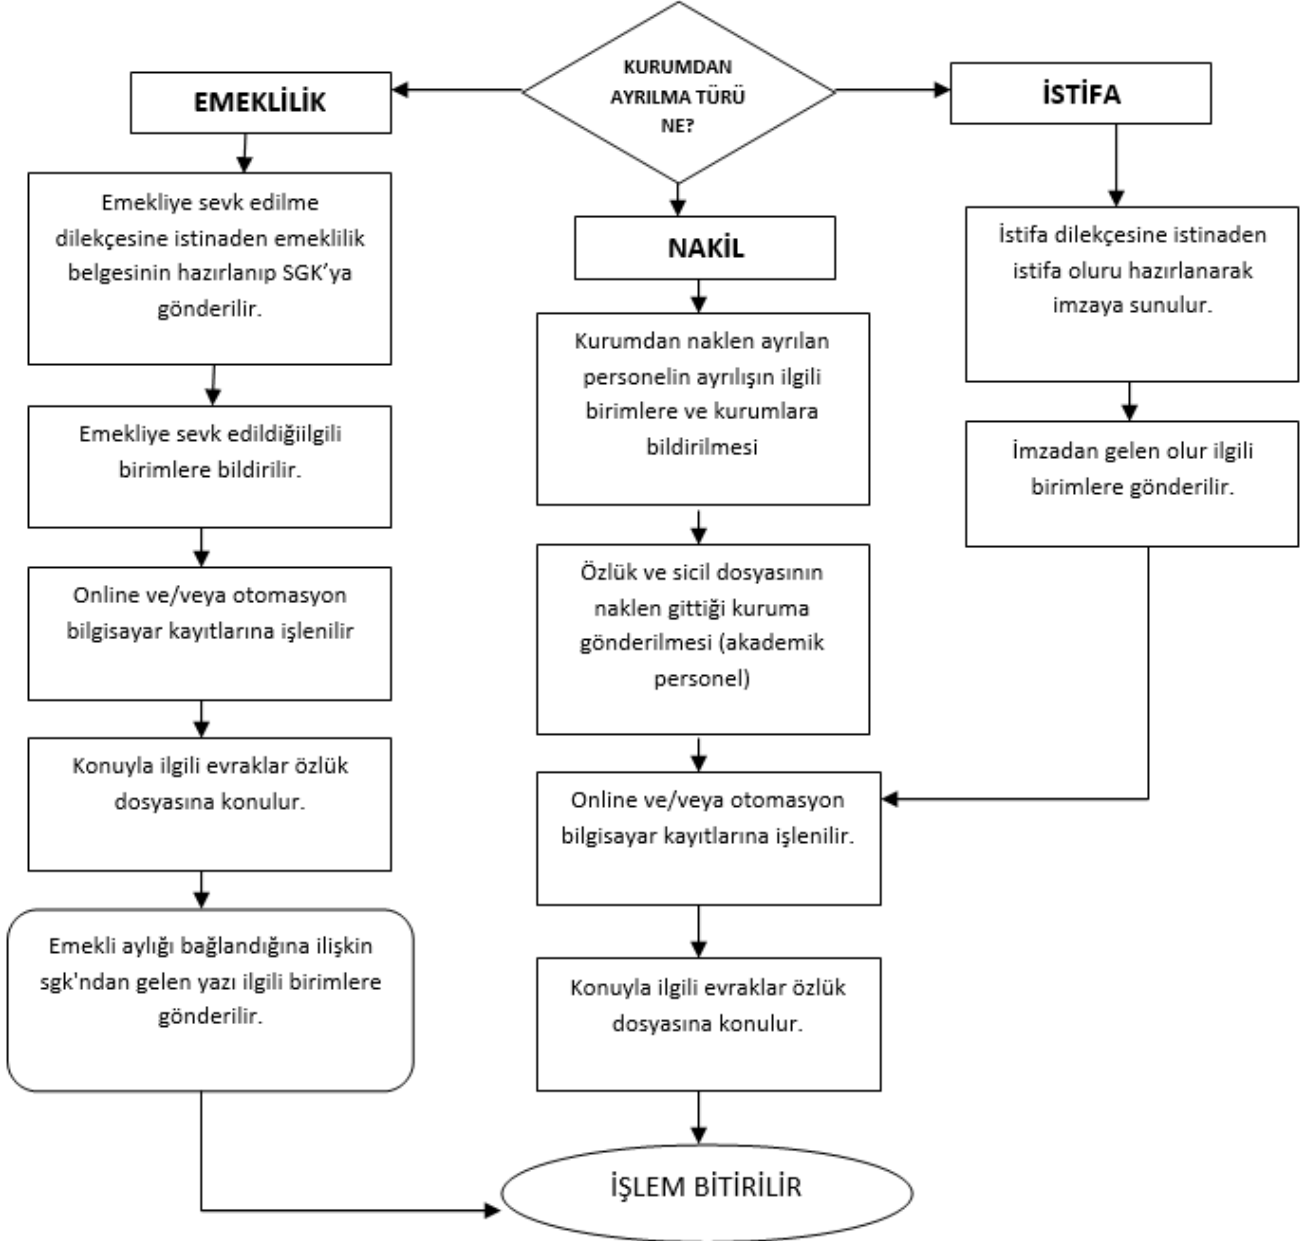 KURUMDAN
AYRILMA TÜRÜ
NE?
EMEKLİLİK
Emekliye sevk edilme
dilekçesine istinaden emeklilik
belgesinin hazırlanıp SGK’ya
gönderilir.
Emekliye sevk edildiğiilgili
birimlere bildirilir.
Online ve/veya otomasyon
bilgisayar kayıtlarına işlenilir
Konuyla ilgili evraklar özlük
dosyasına konulur.
Emekli aylığı bağlandığına ilişkin
sgk'ndan gelen yazı ilgili birimlere
gönderilir.
NAKİL
Kurumdan naklen ayrılan
personelin ayrılışın ilgili
birimlere ve kurumlara
bildirilmesi
Özlük ve sicil dosyasının
naklen gittiği kuruma
gönderilmesi (akademik
personel)
Online ve/veya otomasyon
bilgisayar kayıtlarına işlenilir.
Konuyla ilgili evraklar özlük
dosyasına konulur.
İSTİFA
İstifa dilekçesine istinaden
istifa oluru hazırlanarak
imzaya sunulur.
İmzadan gelen olur ilgili
birimlere gönderilir.
İŞLEM BİTİRİLİR